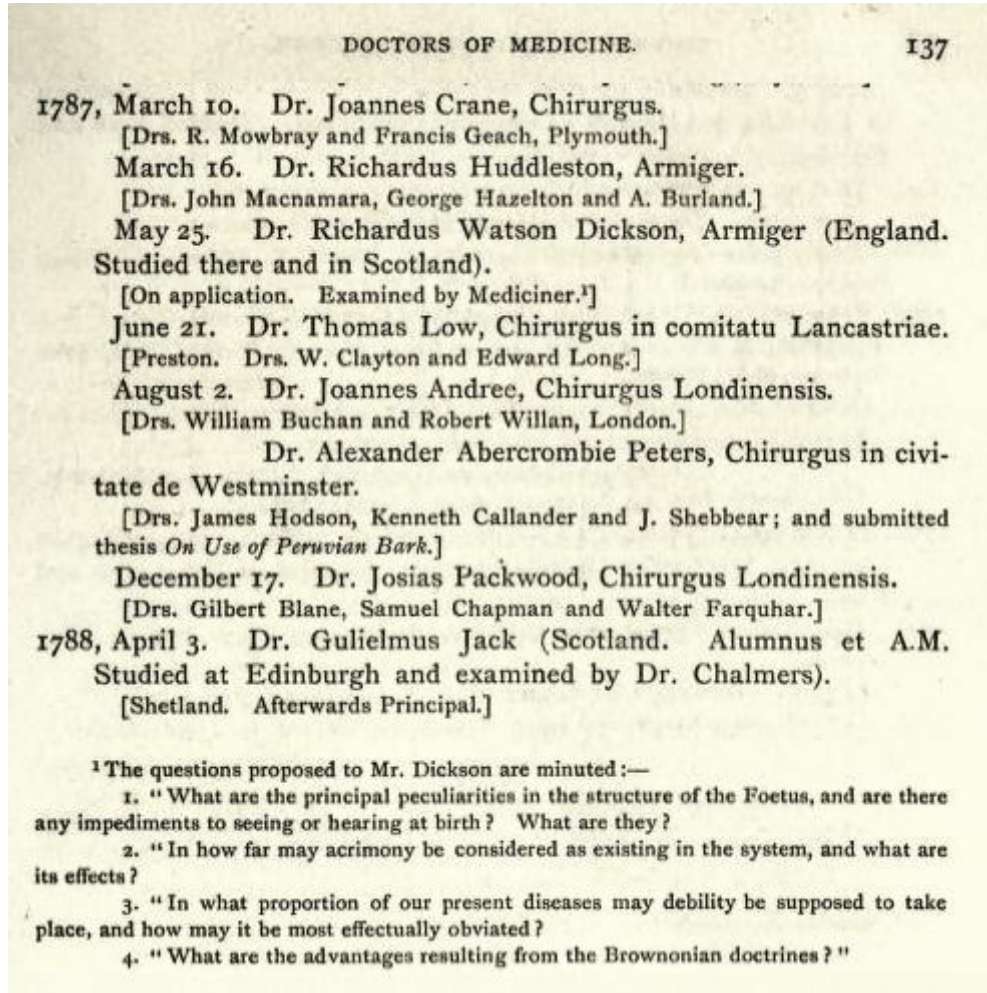 DOCTORS OF MEDICINE. 137
1787, March 10. Dr. Joannes Crane, Chirurgus.
[Drs. R. Mowbray and Francis Geach, Plymouth.]
March 16. Dr. Richardus Huddleston, Armiger.
[Drs. John Macnamara, George Hazelton and A. Burland.]
May 25. Dr. Richardus Watson Dickson, Armiger (England.
Studied there and in Scotland).
[On application. Examined by Mediciner.¹]
June 21. Dr. Thomas Low, Chirurgus in comitatu Lancastriae.
[Preston. Drs. W. Clayton and Edward Long.]
August 2. Dr. Joannes Andree, Chirurgus Londinensis.
[Drs. William Buchan and Robert Willan, London.]
Dr. Alexander Abercrombie Peters, Chirurgus in civi-
tate de Westminster.
[Drs. James Hodson, Kenneth Callander and J. Shebbear; and submitted
thesis On Use of Peruvian Bark.]
December 17. Dr. Josias Packwood, Chirurgus Londinensis.
[Drs. Gilbert Blane, Samuel Chapman and Walter Farquhar.]
1788, April 3. Dr. Gulielmus Jack (Scotland. Alumnus et A.M.
Studied at Edinburgh and examined by Dr. Chalmers).
[Shetland. Afterwards Principal.]
¹ The questions proposed to Mr. Dickson are minuted:—
1. "What are the principal peculiarities in the structure of the Foetus, and are there
any impediments to seeing or hearing at birth? What are they?
2. "In how far may acrimony be considered as existing in the system, and what are
its effects?
3. "In what proportion of our present diseases may debility be supposed to take
place, and how may it be most effectually obviated?
4. "What are the advantages resulting from the Brownonian doctrines?"